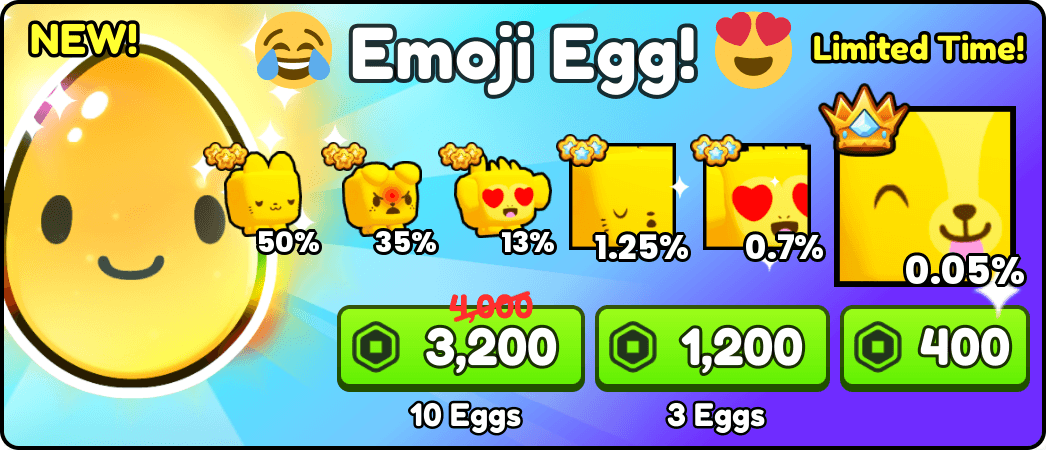 NEW!
Emoji Egg!
Limited Time!
50%
35%
13%
1.25%
0.7%
0.05%
4,000
3,200
1,200
400
10 Eggs
3 Eggs